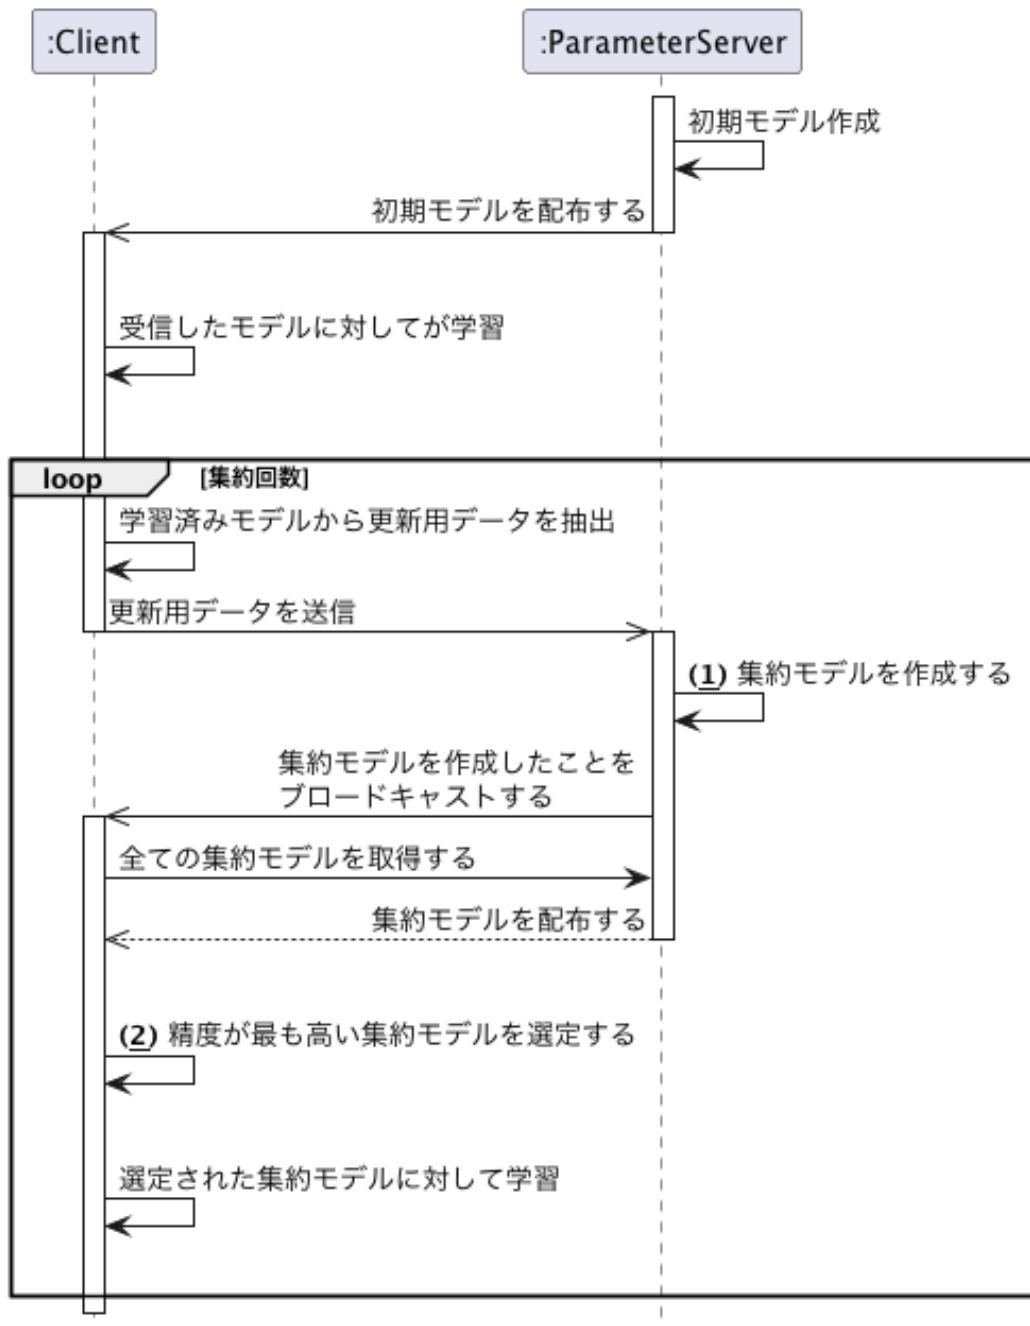 :Client
:ParameterServer
初期モデル作成
初期モデルを配布する
受信したモデルに対してが学習
loop
[集約回数]
学習済みモデルから更新用データを抽出
更新用データを送信
(1) 集約モデルを作成する
集約モデルを作成したことを
ブロードキャストする
全ての集約モデルを取得する
集約モデルを配布する
(2) 精度が最も高い集約モデルを選定する
選定された集約モデルに対して学習